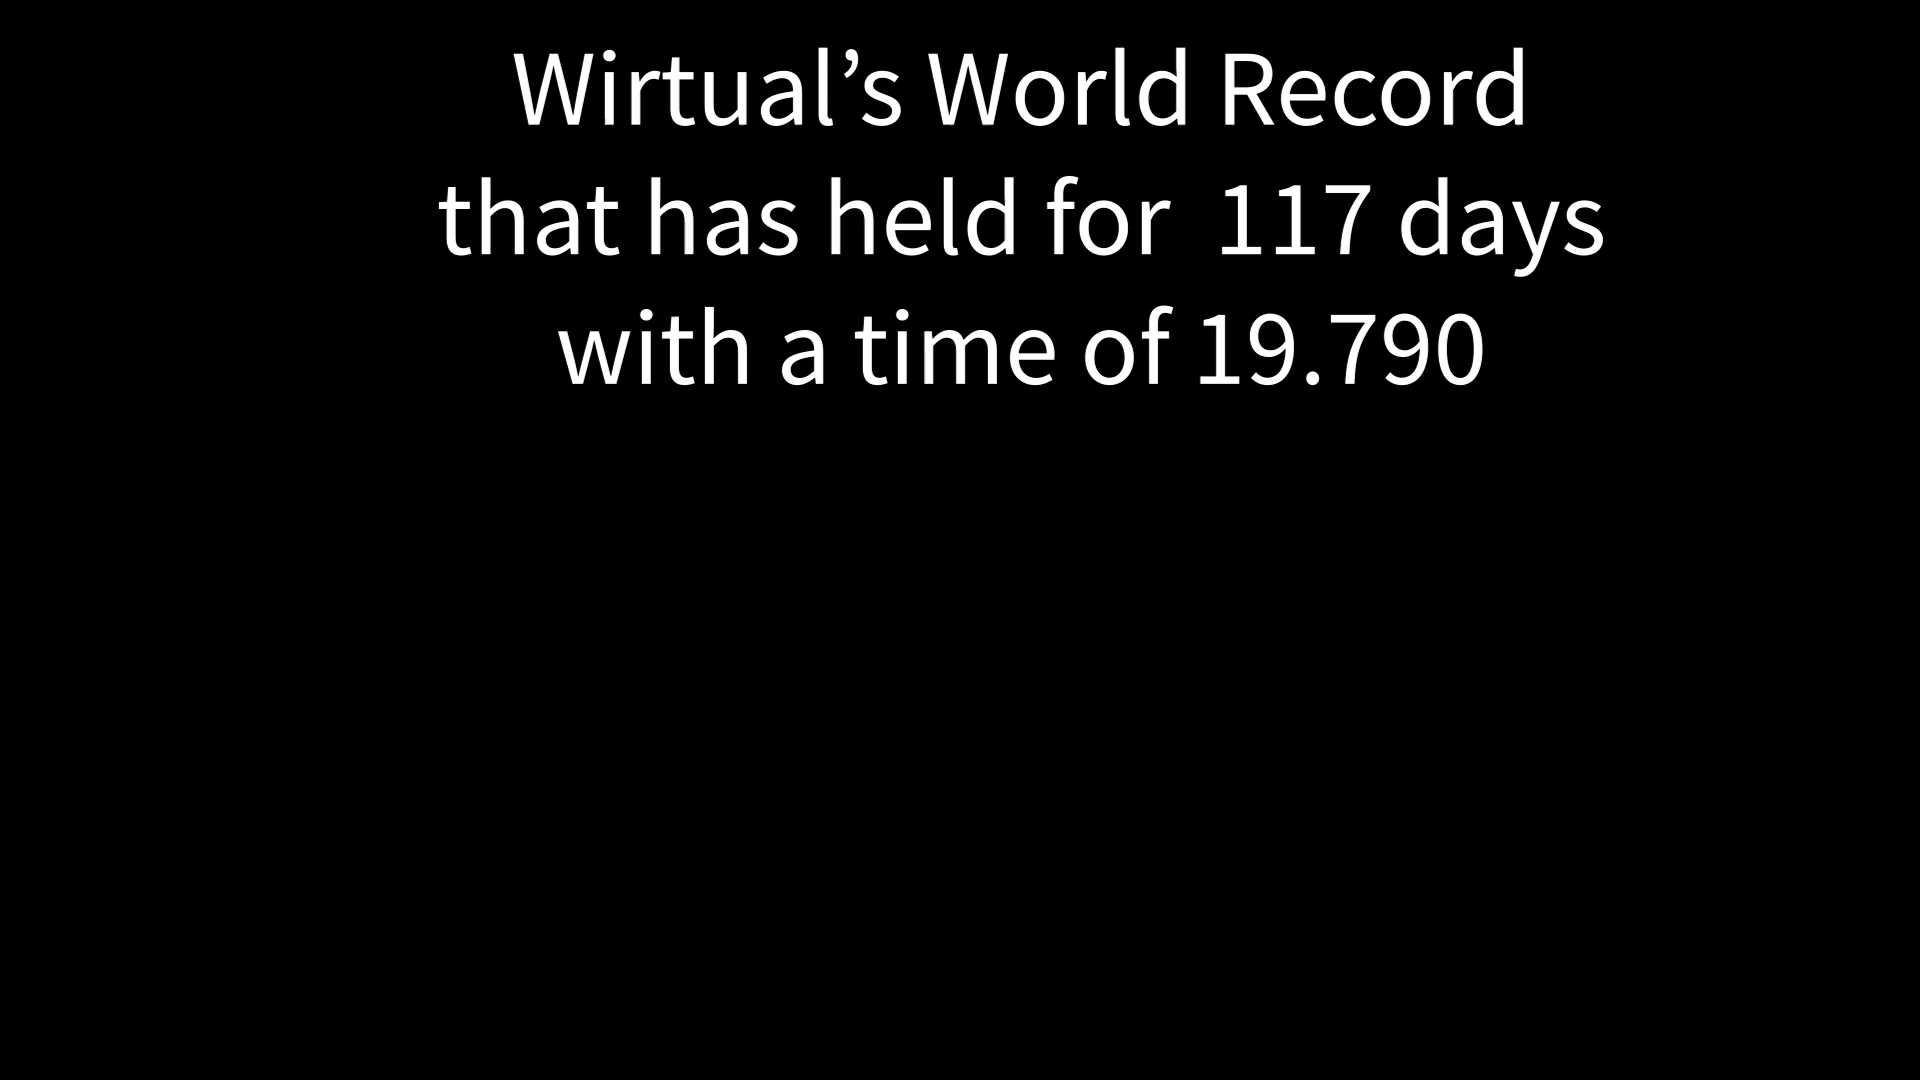 Wirtual’s World Record
that has held for  117 days
with a time of 19.790